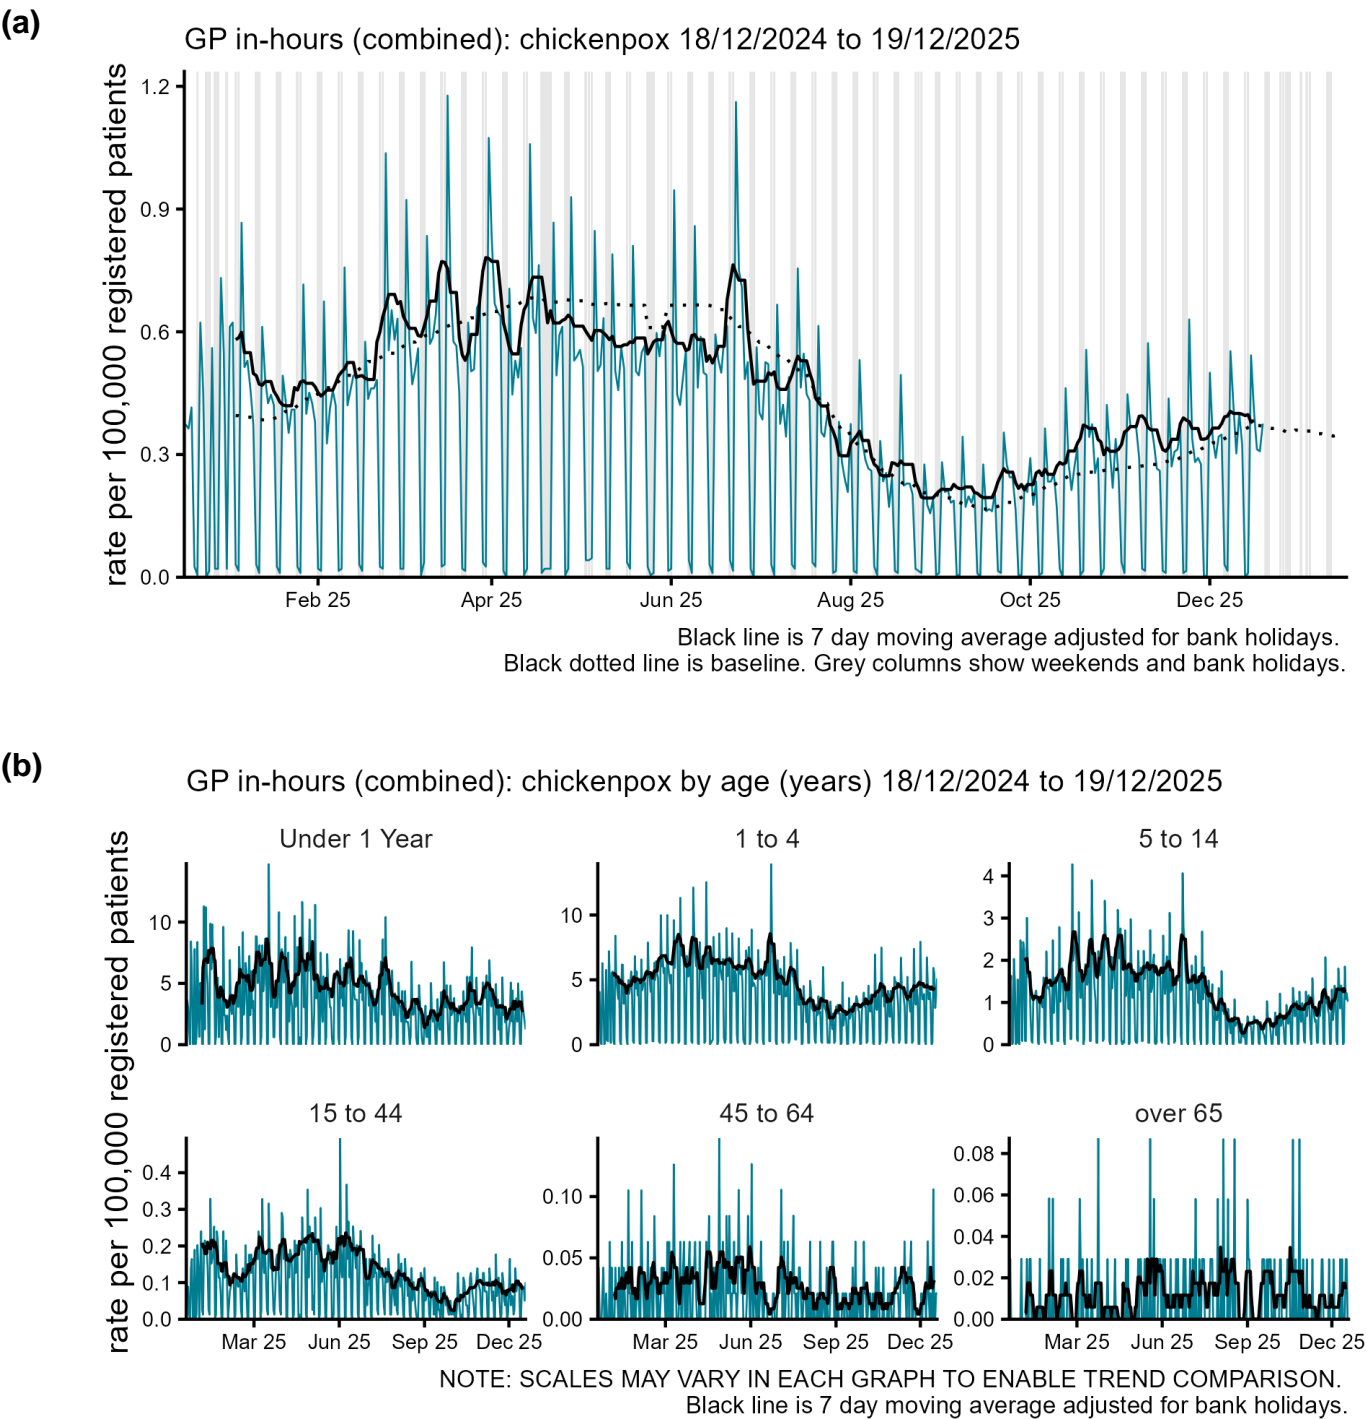 (a)
GP in-hours (combined): chickenpox 18/12/2024 to 19/12/2025
rate per 100,000 registered patients
1.2
0.9
0.6
0.3
0.0
Feb 25
Apr 25
Jun 25
Aug 25
Oct 25
Dec 25
Black line is 7 day moving average adjusted for bank holidays.
Black dotted line is baseline. Grey columns show weekends and bank holidays.
(b)
GP in-hours (combined): chickenpox by age (years) 18/12/2024 to 19/12/2025
rate per 100,000 registered patients
Under 1 Year
10
5
0
1 to 4
10
5
0
5 to 14
4
3
2
1
0
15 to 44
0.4
0.3
0.2
0.1
0.0
Mar 25
Jun 25
Sep 25
Dec 25
45 to 64
0.10
0.05
0.00
Mar 25
Jun 25
Sep 25
Dec 25
over 65
0.08
0.06
0.04
0.02
0.00
Mar 25
Jun 25
Sep 25
Dec 25
NOTE: SCALES MAY VARY IN EACH GRAPH TO ENABLE TREND COMPARISON.
Black line is 7 day moving average adjusted for bank holidays.